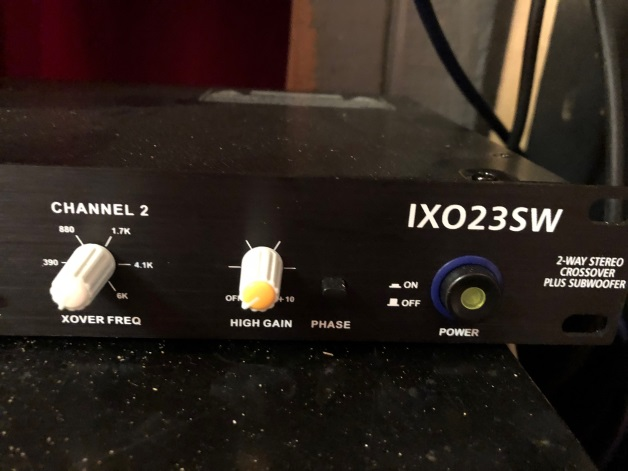 CHANNEL 2
880
1.7K
390
4.1K
6K
XOVER FREQ
OFF
+10
HIGH GAIN
PHASE
IXO23SW
2-WAY STEREO
CROSSOVER
PLUS SUBWOOFER
ON
OFF
POWER